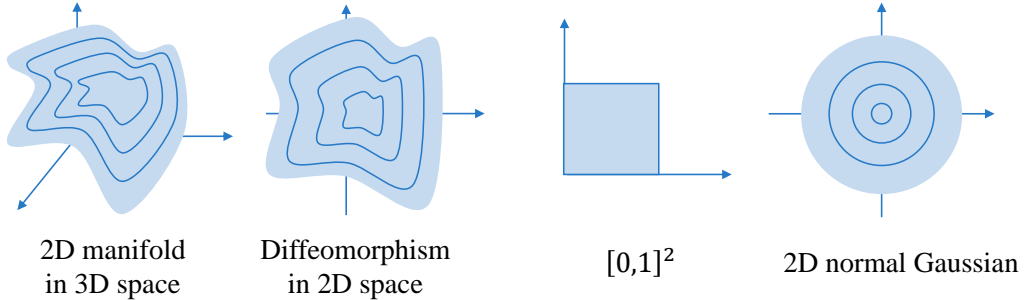 2D manifold
in 3D space
Diffeomorphism
in 2D space
[0,1]²
2D normal Gaussian